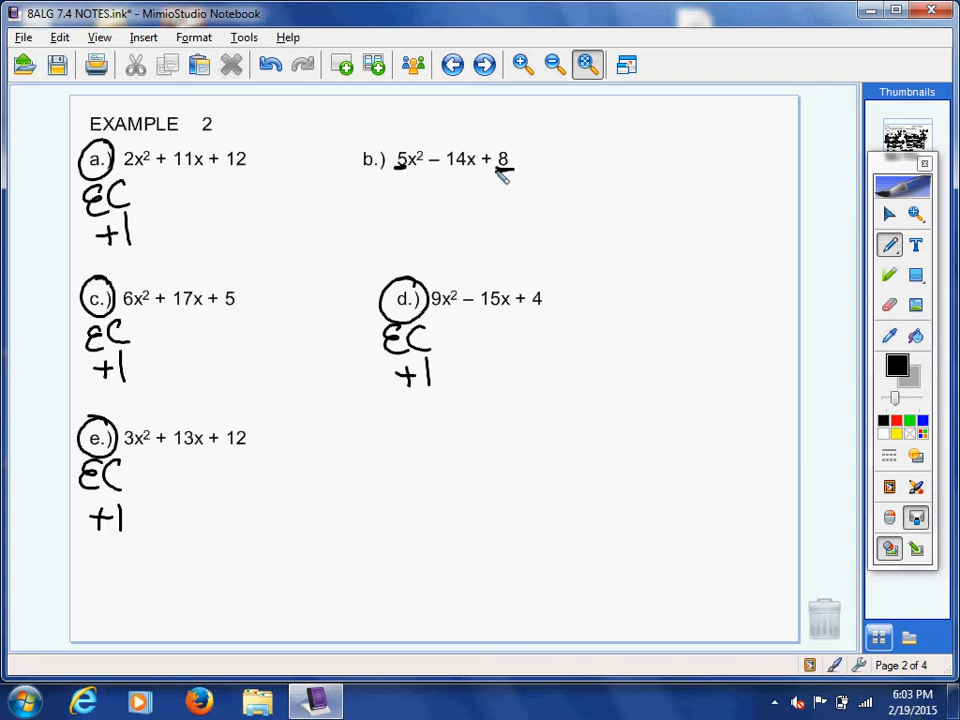 8ALG 7.4 NOTES.ink* - MimioStudio Notebook
File Edit View Insert Format Tools Help
Thumbnails
EXAMPLE 2
a.) 2x² + 11x + 12
EC
+1
b.) 5x² – 14x + 8
c.) 6x² + 17x + 5
EC
+1
d.) 9x² – 15x + 4
EC
+1
e.) 3x² + 13x + 12
EC
+1
Page 2 of 4
6:03 PM
2/19/2015